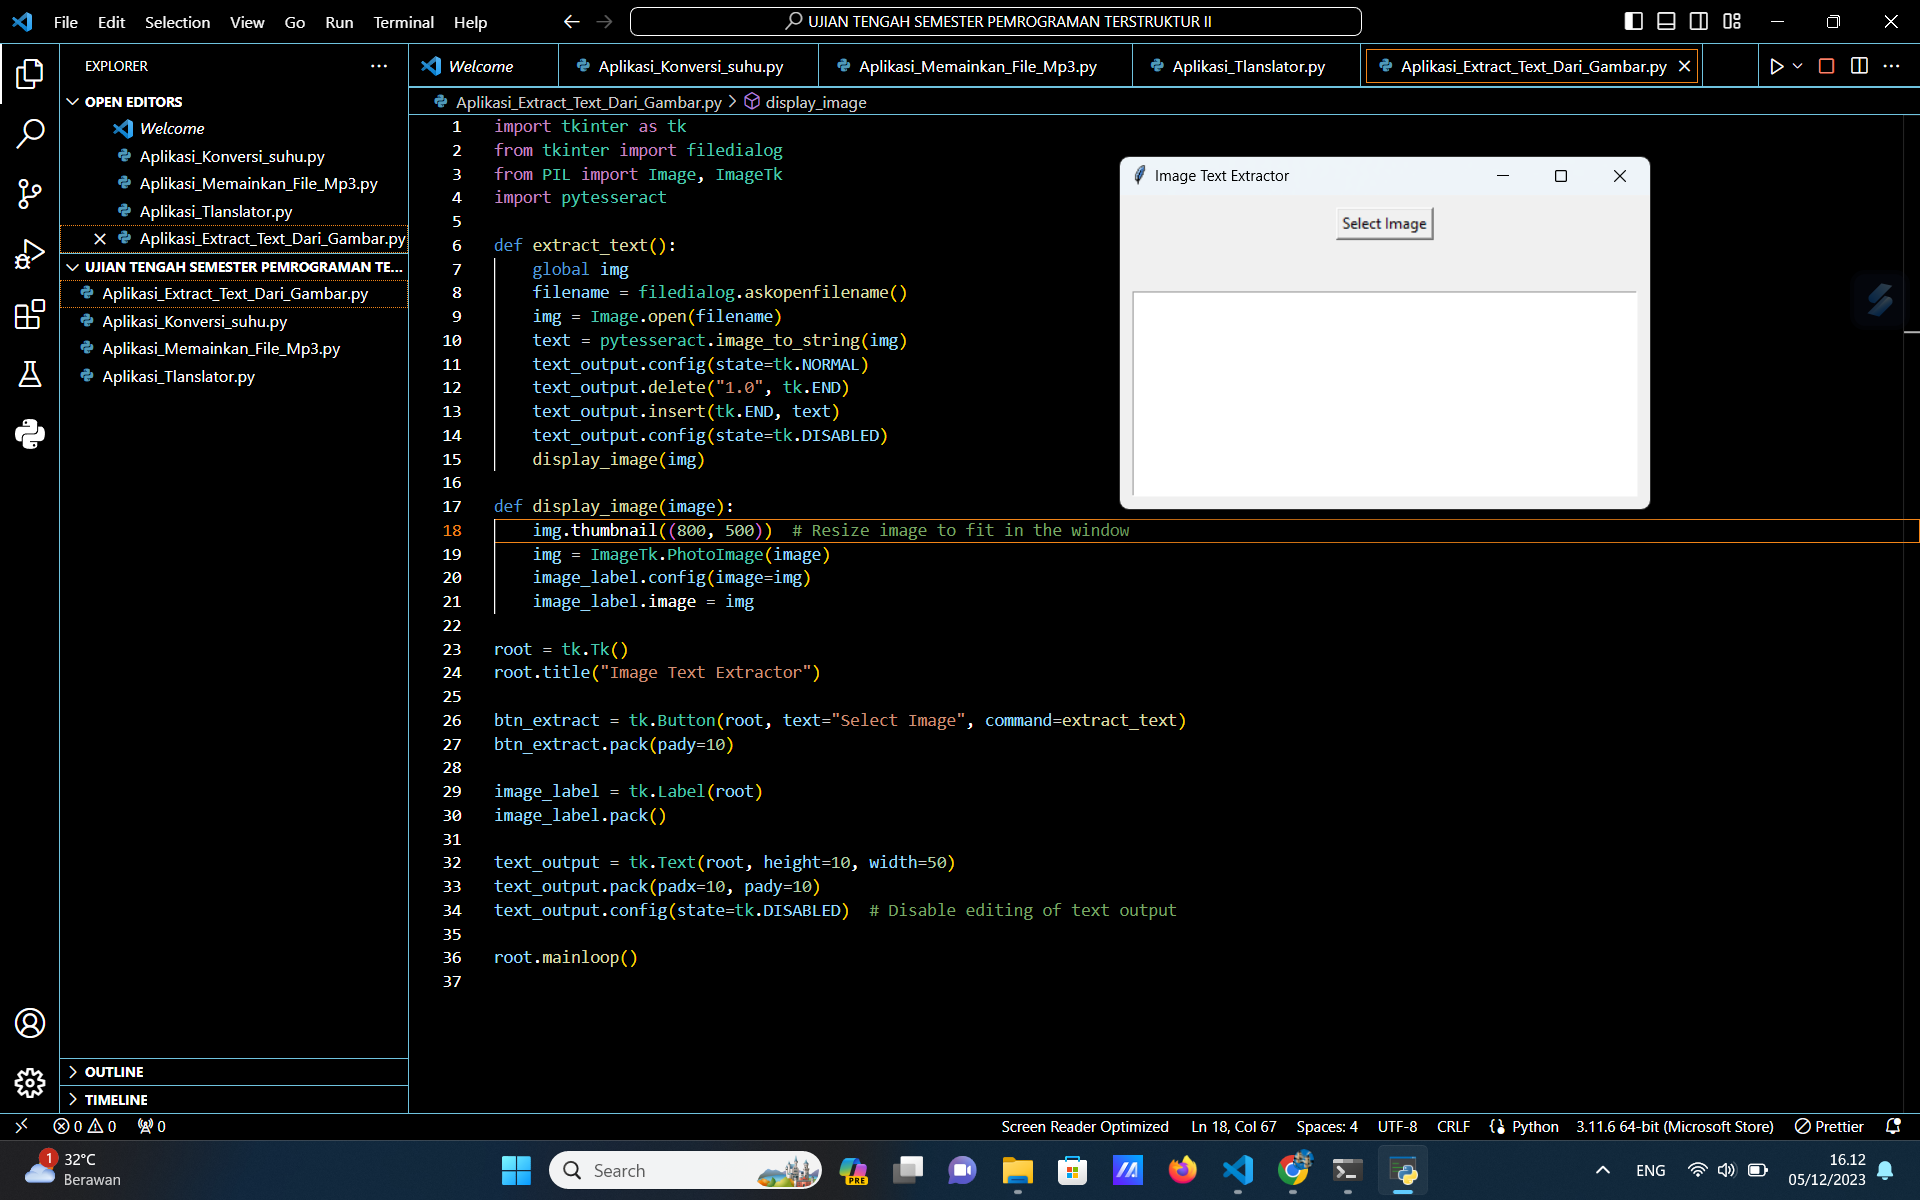 File Edit Selection View Go Run Terminal Help
UJIAN TENGAH SEMESTER PEMROGRAMAN TERSTRUKTUR II
EXPLORER
OPEN EDITORS
Welcome
Aplikasi_Konversi_suhu.py
Aplikasi_Memainkan_File_Mp3.py
Aplikasi_Tlanslator.py
Aplikasi_Extract_Text_Dari_Gambar.py
UJIAN TENGAH SEMESTER PEMROGRAMAN TE...
Aplikasi_Extract_Text_Dari_Gambar.py
Aplikasi_Konversi_suhu.py
Aplikasi_Memainkan_File_Mp3.py
Aplikasi_Tlanslator.py
OUTLINE
TIMELINE
Welcome Aplikasi_Konversi_suhu.py Aplikasi_Memainkan_File_Mp3.py Aplikasi_Tlanslator.py Aplikasi_Extract_Text_Dari_Gambar.py
Aplikasi_Extract_Text_Dari_Gambar.py > display_image
1 import tkinter as tk
2 from tkinter import filedialog
3 from PIL import Image, ImageTk
4 import pytesseract
5
6 def extract_text():
7     global img
8     filename = filedialog.askopenfilename()
9     img = Image.open(filename)
10     text = pytesseract.image_to_string(img)
11     text_output.config(state=tk.NORMAL)
12     text_output.delete("1.0", tk.END)
13     text_output.insert(tk.END, text)
14     text_output.config(state=tk.DISABLED)
15     display_image(img)
16
17 def display_image(image):
18     img.thumbnail((800, 500))  # Resize image to fit in the window
19     img = ImageTk.PhotoImage(image)
20     image_label.config(image=img)
21     image_label.image = img
22
23 root = tk.Tk()
24 root.title("Image Text Extractor")
25
26 btn_extract = tk.Button(root, text="Select Image", command=extract_text)
27 btn_extract.pack(pady=10)
28
29 image_label = tk.Label(root)
30 image_label.pack()
31
32 text_output = tk.Text(root, height=10, width=50)
33 text_output.pack(padx=10, pady=10)
34 text_output.config(state=tk.DISABLED)  # Disable editing of text output
35
36 root.mainloop()
37
Image Text Extractor
Select Image
0 0 0 Screen Reader Optimized Ln 18, Col 67 Spaces: 4 UTF-8 CRLF Python 3.11.6 64-bit (Microsoft Store) Prettier
1
32°C
Berawan
Search
PRE
ENG
16.12
05/12/2023